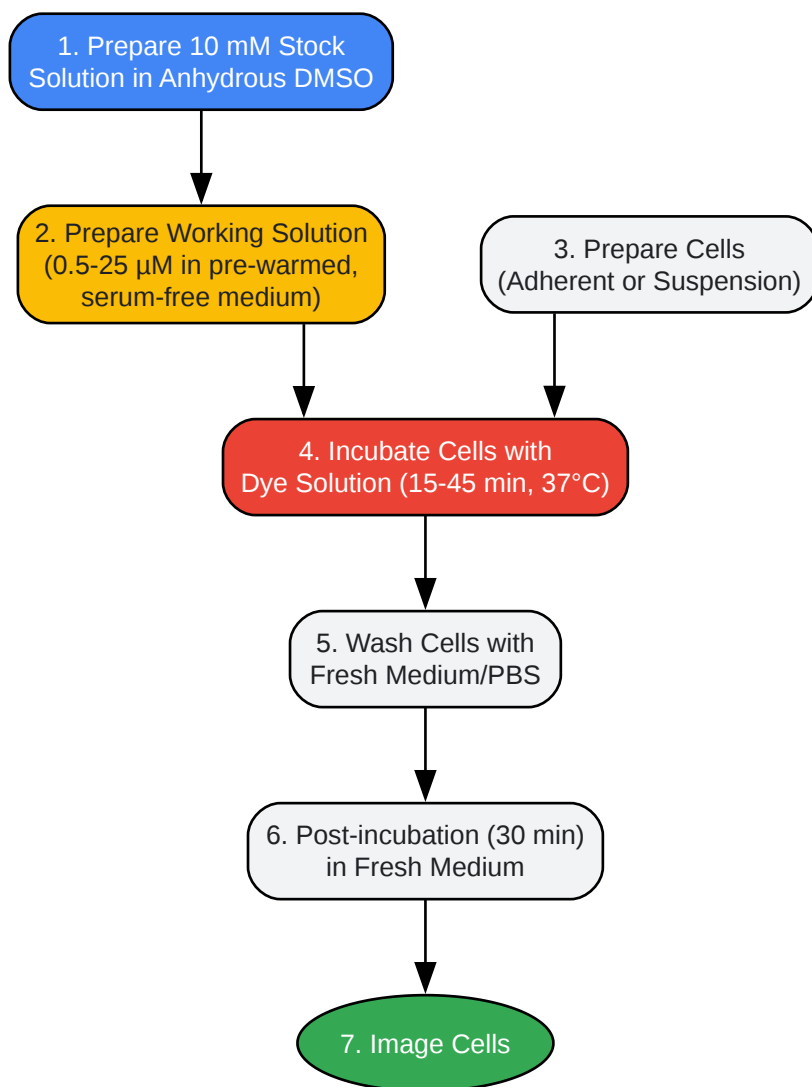 1. Prepare 10 mM Stock
Solution in Anhydrous DMSO
2. Prepare Working Solution
(0.5-25 µM in pre-warmed,
serum-free medium)
3. Prepare Cells
(Adherent or Suspension)
4. Incubate Cells with
Dye Solution (15-45 min, 37°C)
5. Wash Cells with
Fresh Medium/PBS
6. Post-incubation (30 min)
in Fresh Medium
7. Image Cells